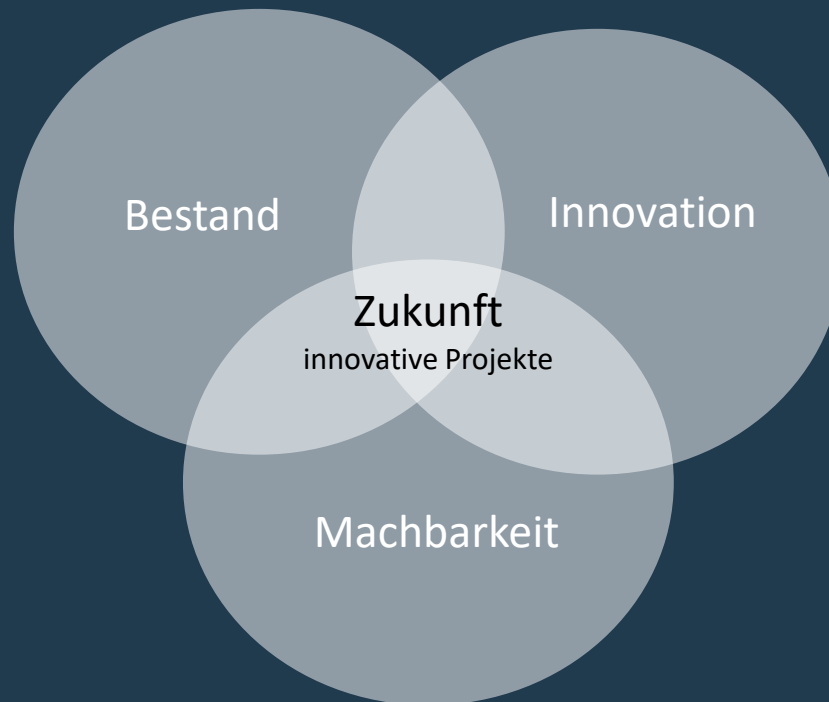 Bestand
Innovation
Zukunft
innovative Projekte
Machbarkeit